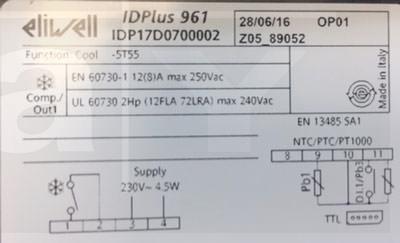 eliwell
IDPlus 961
IDP17D0700002
28/06/16 OP01
Z05_89052
Function: Cool -5T55
Comp./
Out1
EN 60730-1 12(8)A max 250Vac
UL 60730 2Hp (12FLA 72LRA) max 240Vac
Made in Italy
EN 13485 SA1
NTC/PTC/PT1000
8 9 10 11
Pb1
D.I.1/Pb3
TTL
Supply
230V~ 4.5W
1 2 3 4